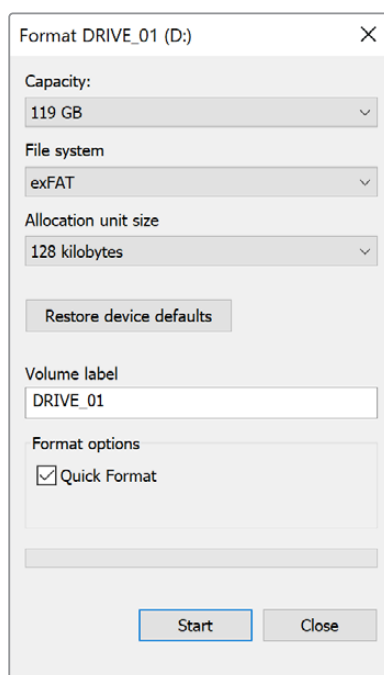 Format DRIVE_01 (D:)
Capacity:
119 GB
File system
exFAT
Allocation unit size
128 kilobytes
Restore device defaults
Volume label
DRIVE_01
Format options
Quick Format
Start Close